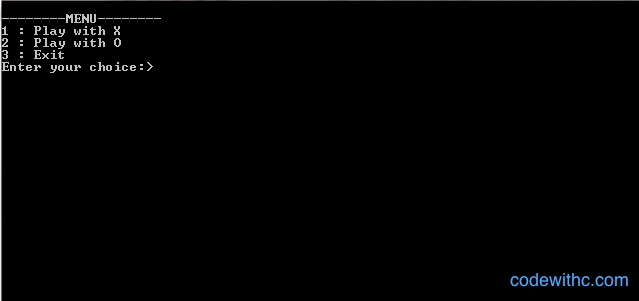 --------MENU--------
1 : Play with X
2 : Play with O
3 : Exit
Enter your choice:>
codewithc.com